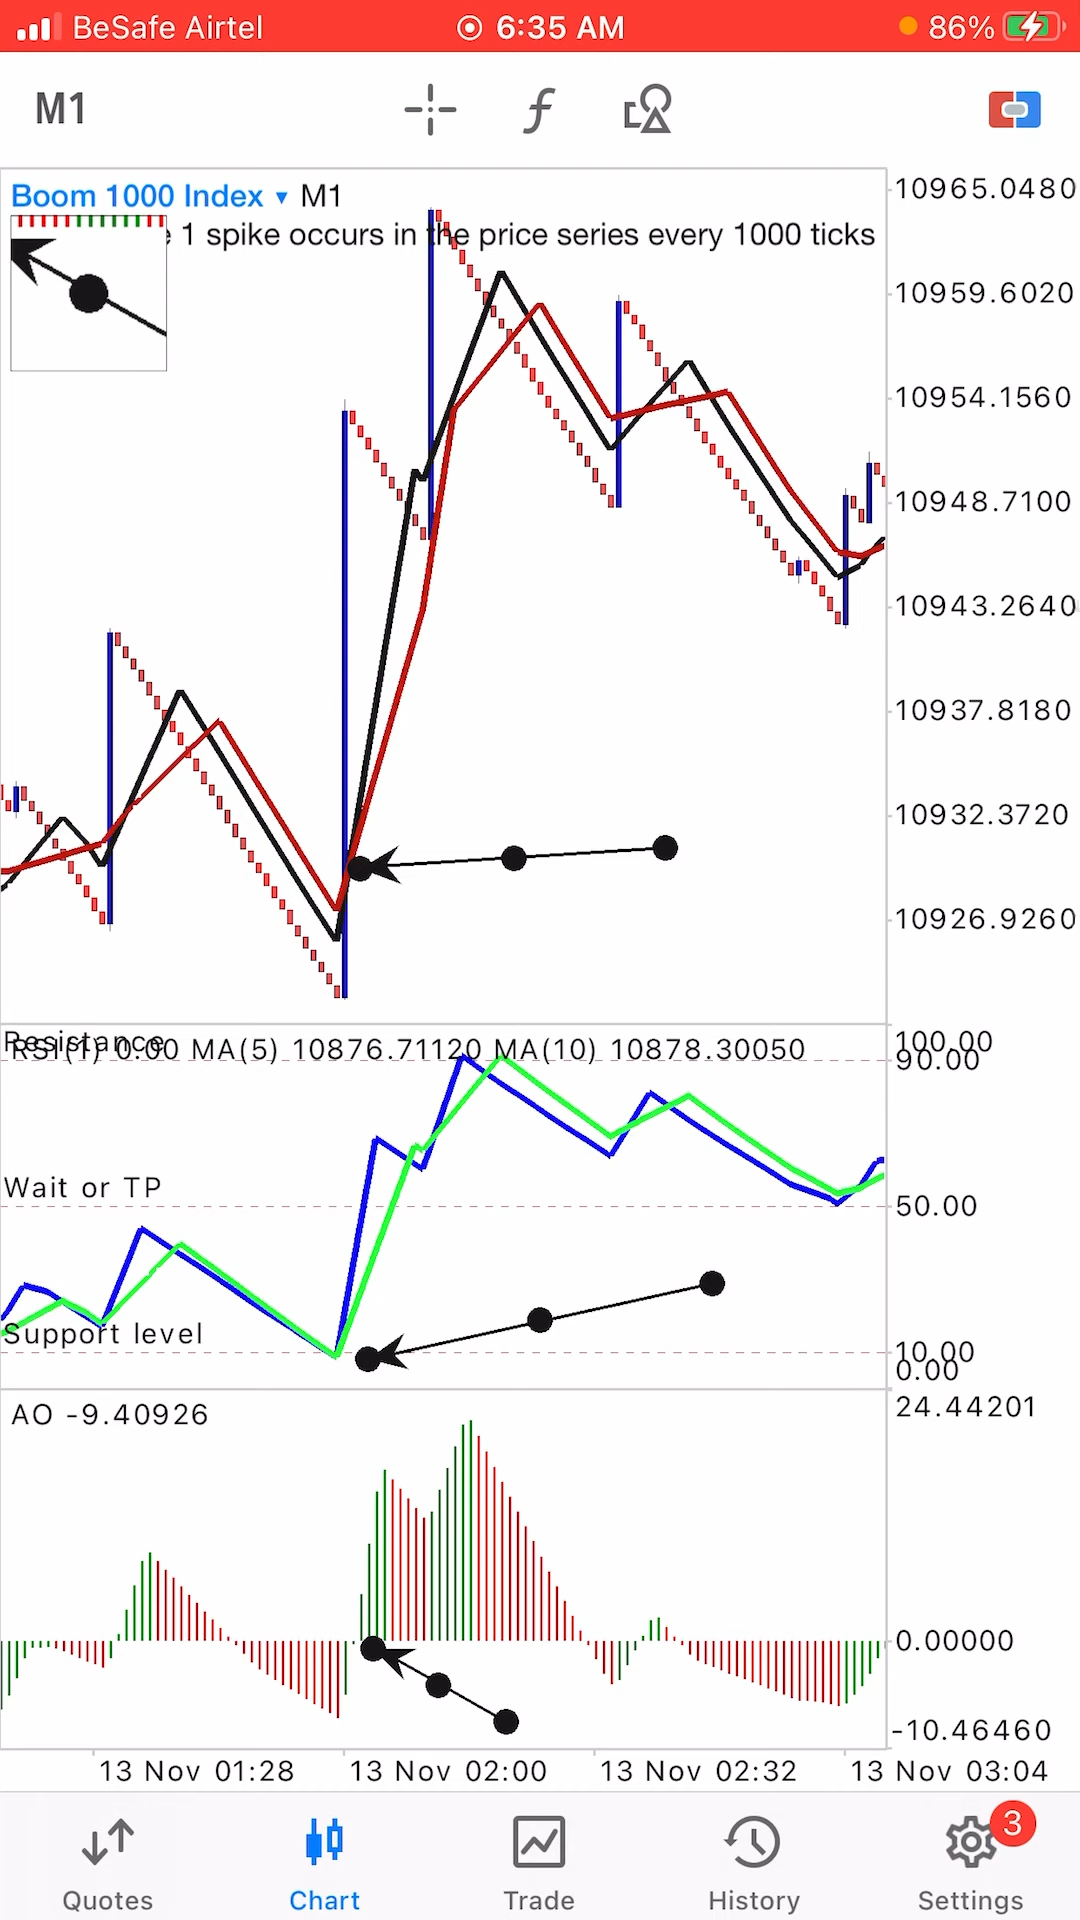 BeSafe Airtel 6:35 AM 86%
M1
Boom 1000 Index ▾ M1
e 1 spike occurs in the price series every 1000 ticks
10965.0480
10959.6020
10954.1560
10948.7100
10943.2640
10937.8180
10932.3720
10926.9260
Resistance
RSI(1) 0.00 MA(5) 10876.71120 MA(10) 10878.30050
100.00
90.00
Wait or TP
50.00
Support level
10.00
0.00
AO -9.40926
24.44201
0.00000
-10.46460
13 Nov 01:28 13 Nov 02:00 13 Nov 02:32 13 Nov 03:04
3
Quotes Chart Trade History Settings